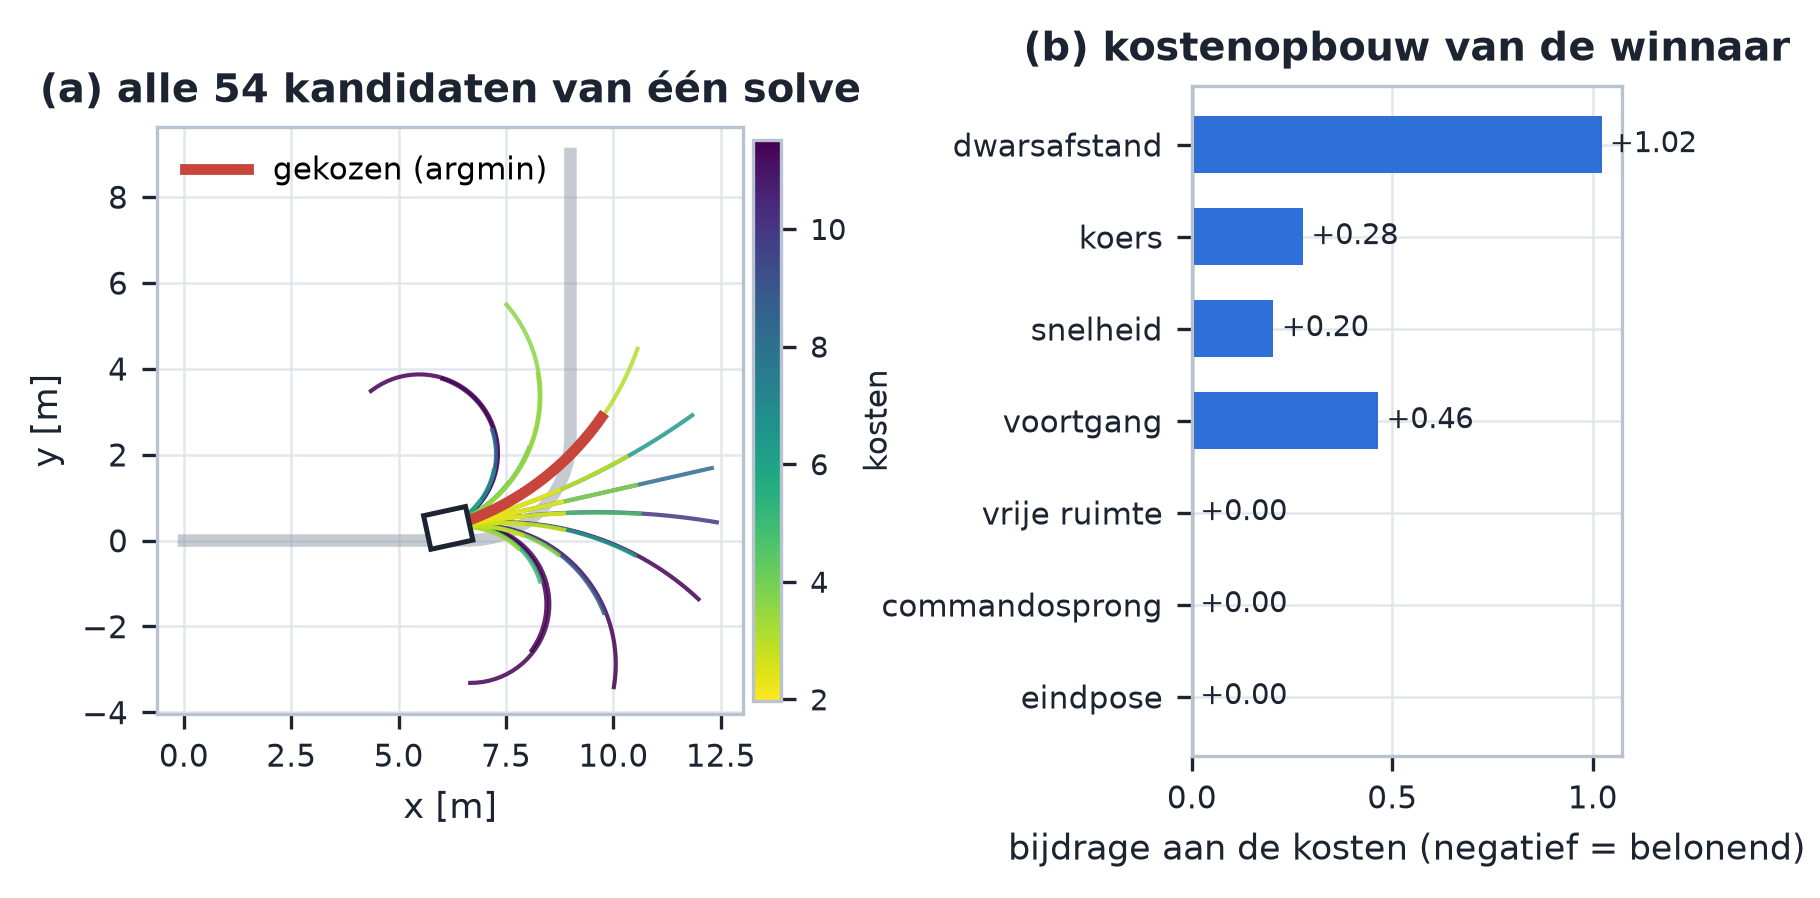 (a) alle 54 kandidaten van één solve
gekozen (argmin)
8
6
4
2
0
−2
−4
y [m]
0.0 2.5 5.0 7.5 10.0 12.5
x [m]
10
8
6
4
2
kosten
(b) kostenopbouw van de winnaar
dwarsafstand +1.02
koers +0.28
snelheid +0.20
voortgang +0.46
vrije ruimte +0.00
commandosprong +0.00
eindpose +0.00
0.0 0.5 1.0
bijdrage aan de kosten (negatief = belonend)